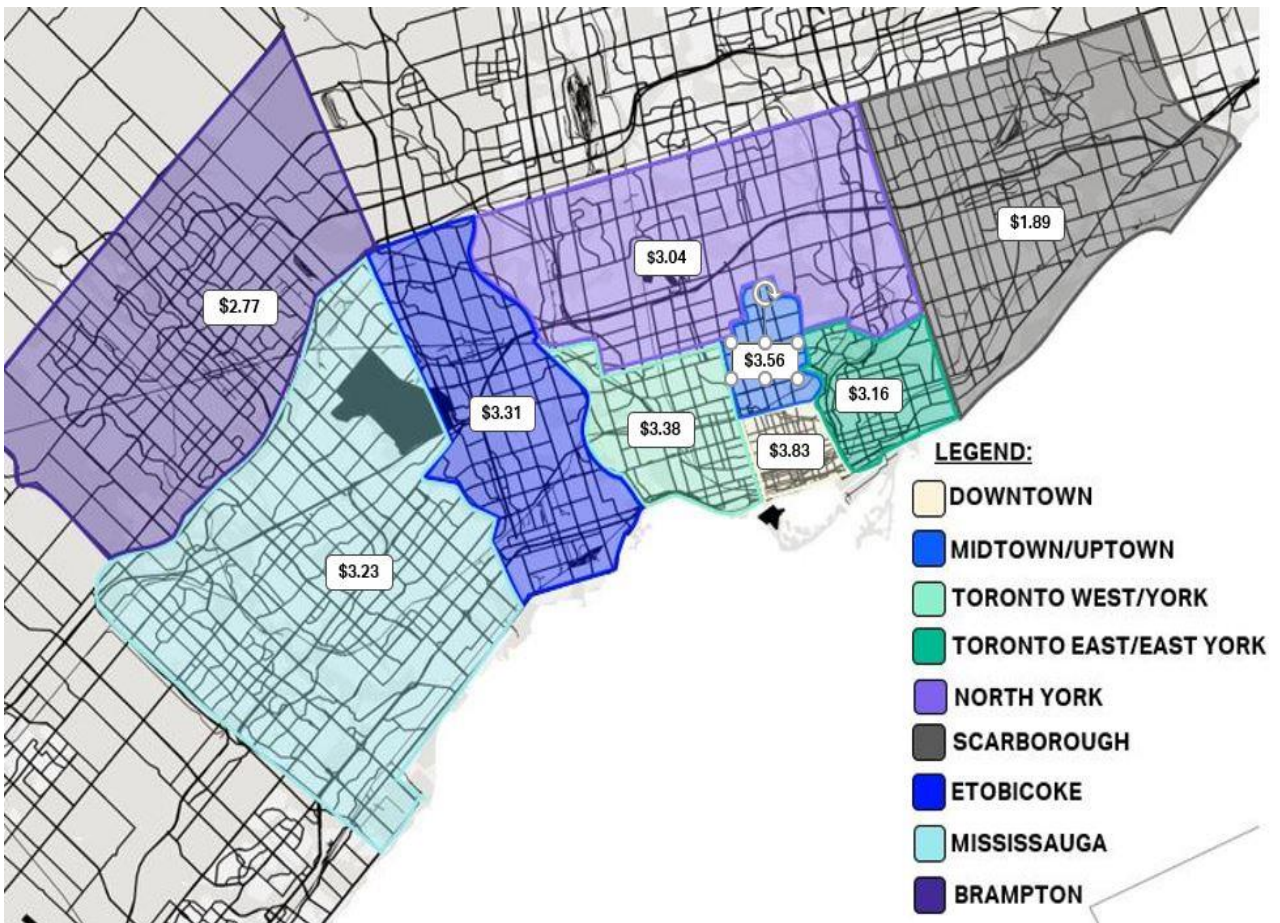 $1.89
$3.04
$2.77
$3.56
$3.16
$3.31
$3.38
$3.83
$3.23
LEGEND:
DOWNTOWN
MIDTOWN/UPTOWN
TORONTO WEST/YORK
TORONTO EAST/EAST YORK
NORTH YORK
SCARBOROUGH
ETOBICOKE
MISSISSAUGA
BRAMPTON